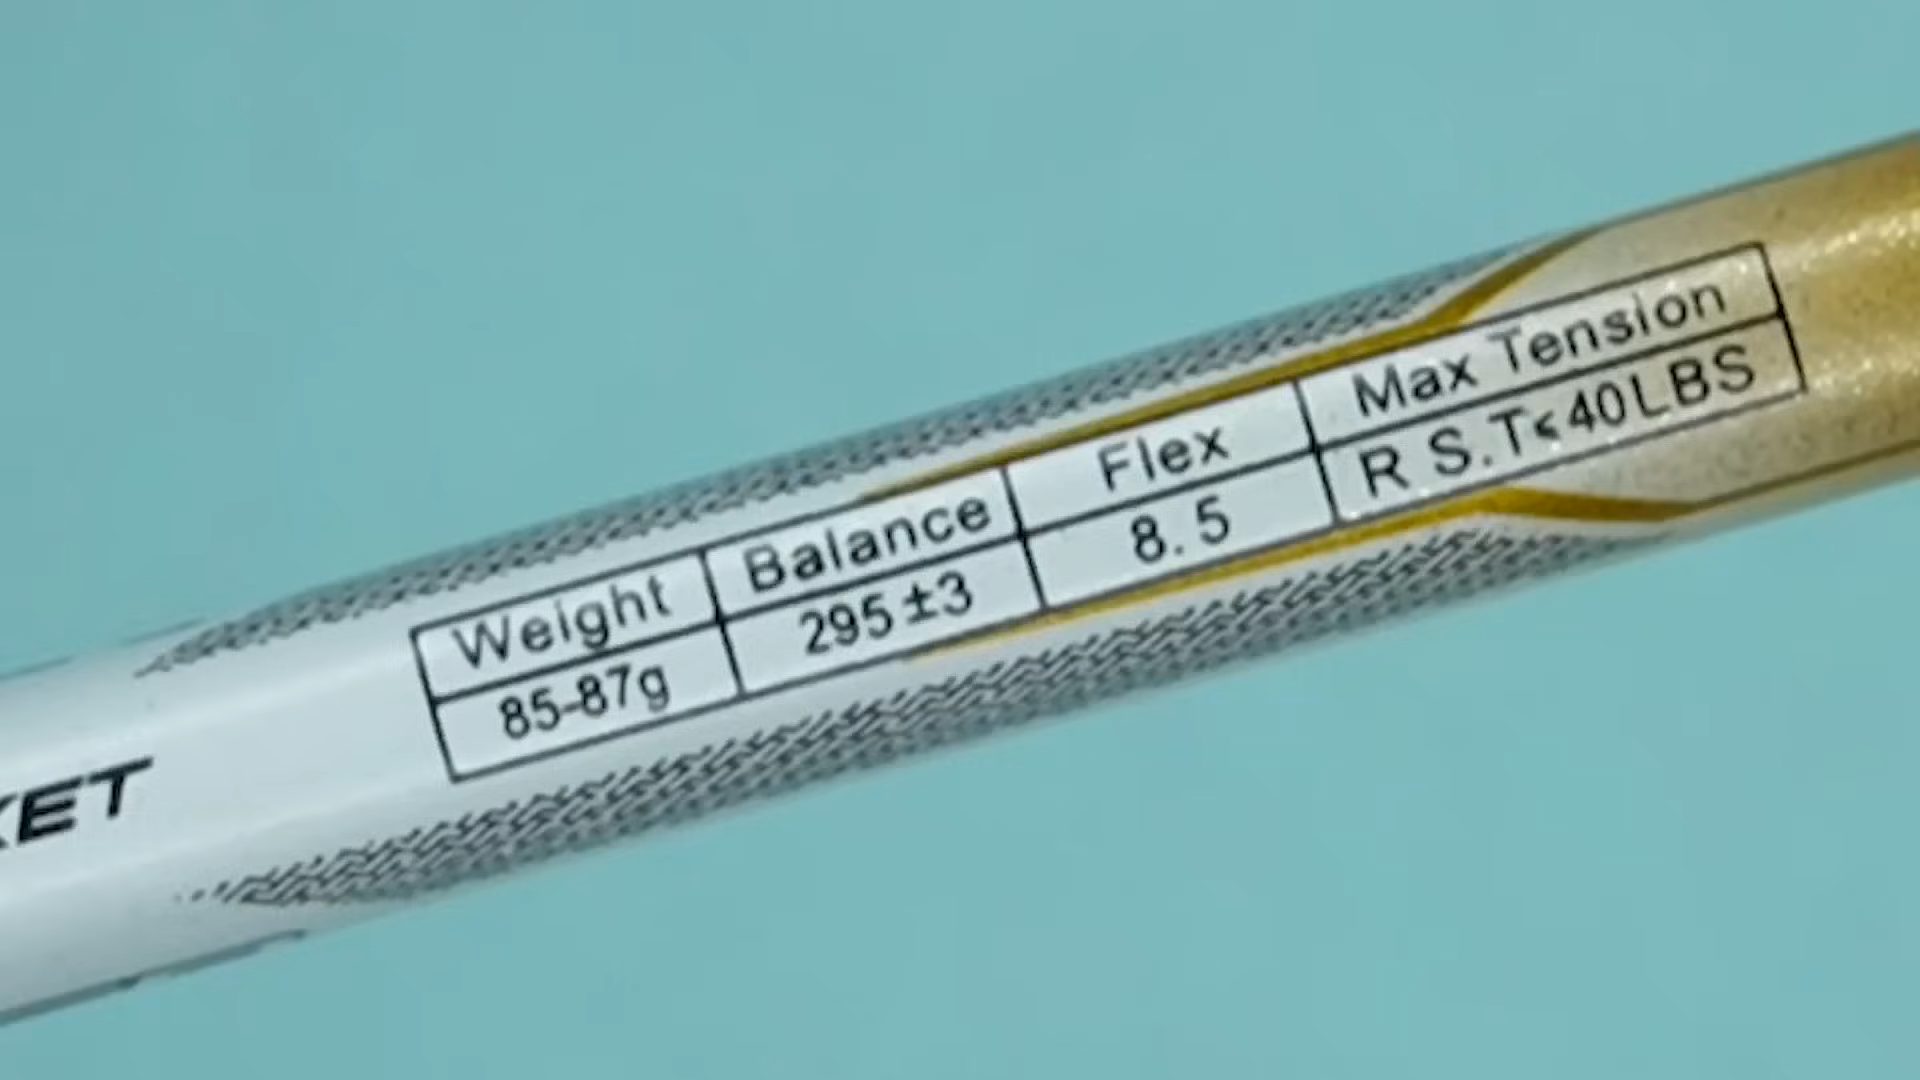 Weight Balance Flex Max Tension
85-87g 295±3 8.5 R S.T≤40LBS
KET